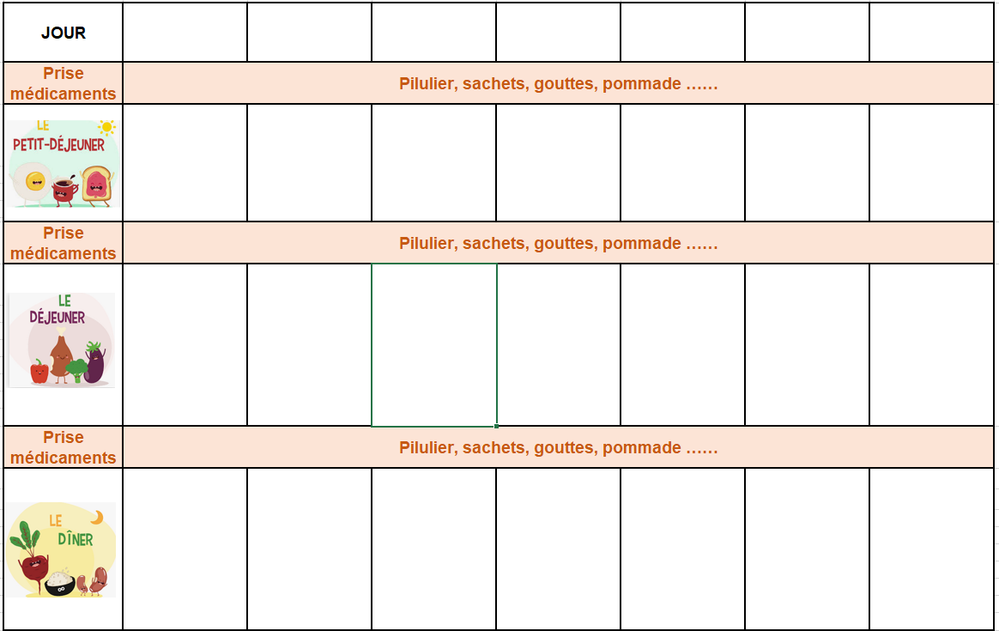 JOUR
Prise
médicaments
Pilulier, sachets, gouttes, pommade ……
LE
PETIT-DÉJEUNER
Prise
médicaments
Pilulier, sachets, gouttes, pommade ……
LE
DÉJEUNER
Prise
médicaments
Pilulier, sachets, gouttes, pommade ……
LE
DÎNER